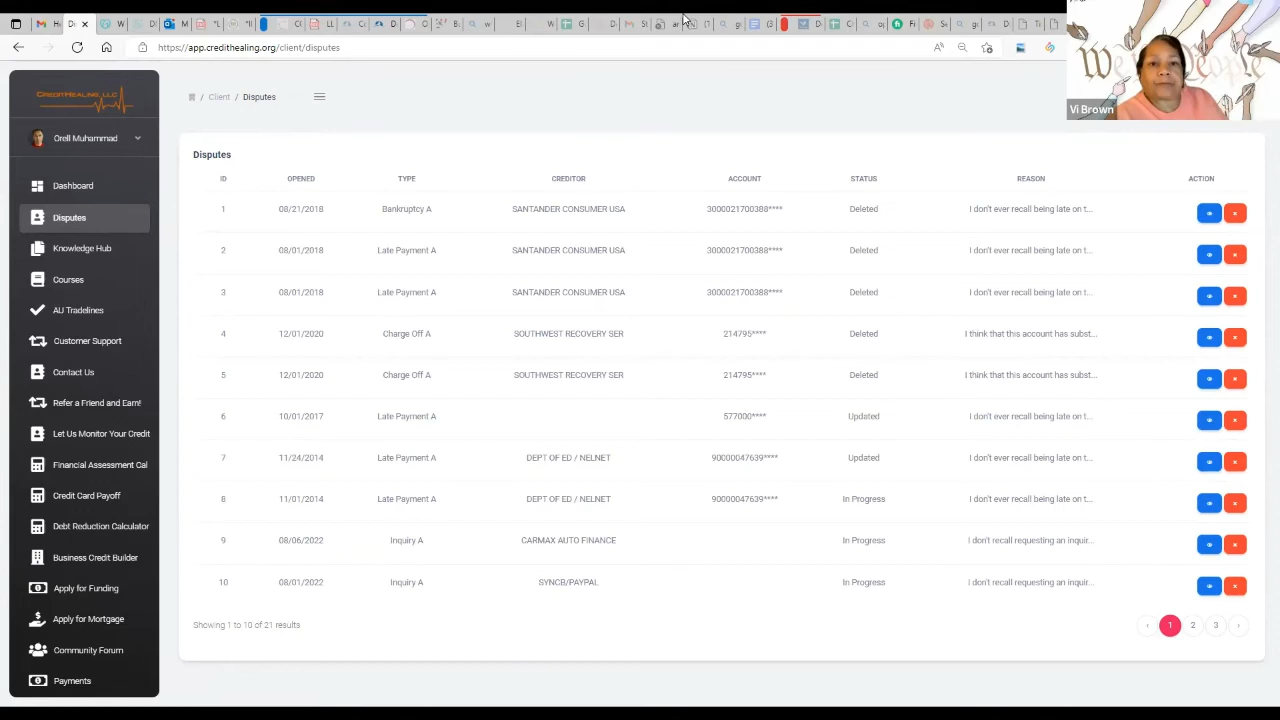 https://app.credithealing.org/client/disputes
We the People
Vi Brown
CREDITHEALING, LLC
Orell Muhammad
Dashboard
Disputes
Knowledge Hub
Courses
AU Tradelines
Customer Support
Contact Us
Refer a Friend and Earn!
Let Us Monitor Your Credit
Financial Assessment Cal
Credit Card Payoff
Debt Reduction Calculator
Business Credit Builder
Apply for Funding
Apply for Mortgage
Community Forum
Payments
/ Client / Disputes
Disputes
ID OPENED TYPE CREDITOR ACCOUNT STATUS REASON ACTION
1 08/21/2018 Bankruptcy A SANTANDER CONSUMER USA 3000021700388**** Deleted I don't ever recall being late on t...
2 08/01/2018 Late Payment A SANTANDER CONSUMER USA 3000021700388**** Deleted I don't ever recall being late on t...
3 08/01/2018 Late Payment A SANTANDER CONSUMER USA 3000021700388**** Deleted I don't ever recall being late on t...
4 12/01/2020 Charge Off A SOUTHWEST RECOVERY SER 214795**** Deleted I think that this account has subst...
5 12/01/2020 Charge Off A SOUTHWEST RECOVERY SER 214795**** Deleted I think that this account has subst...
6 10/01/2017 Late Payment A 577000**** Updated I don't ever recall being late on t...
7 11/24/2014 Late Payment A DEPT OF ED / NELNET 90000047639**** Updated I don't ever recall being late on t...
8 11/01/2014 Late Payment A DEPT OF ED / NELNET 90000047639**** In Progress I don't ever recall being late on t...
9 08/06/2022 Inquiry A CARMAX AUTO FINANCE In Progress I don't recall requesting an inquir...
10 08/01/2022 Inquiry A SYNCB/PAYPAL In Progress I don't recall requesting an inquir...
Showing 1 to 10 of 21 results
‹ 1 2 3 ›